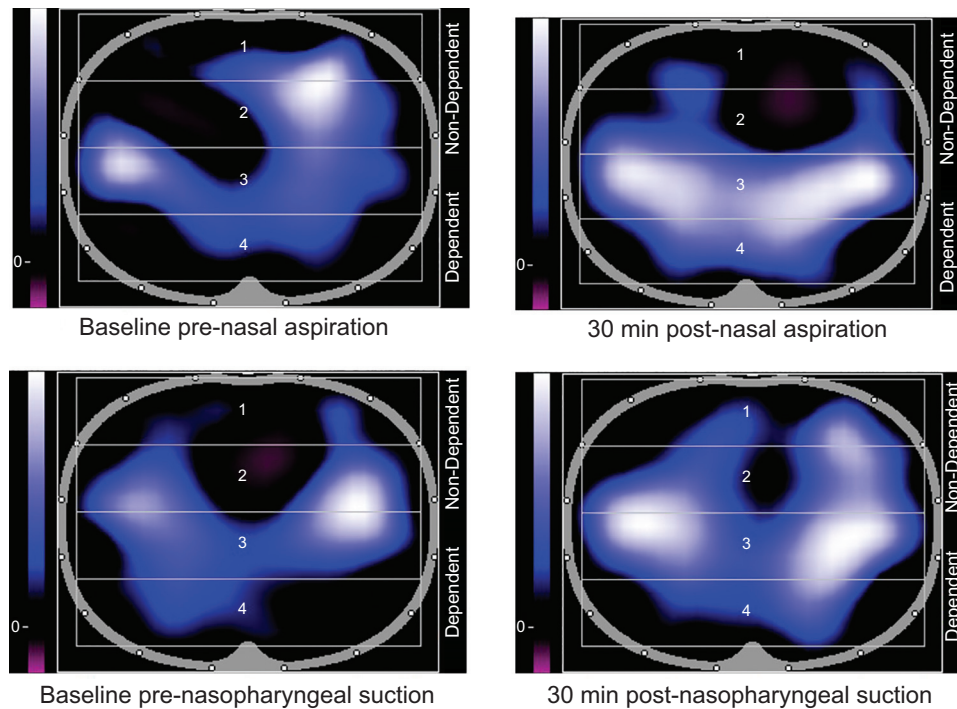 1
2
3
4
Non-Dependent
Dependent
0
Baseline pre-nasal aspiration
1
2
3
4
Non-Dependent
Dependent
0
30 min post-nasal aspiration
1
2
3
4
Non-Dependent
Dependent
0
Baseline pre-nasopharyngeal suction
1
2
3
4
Non-Dependent
Dependent
0
30 min post-nasopharyngeal suction